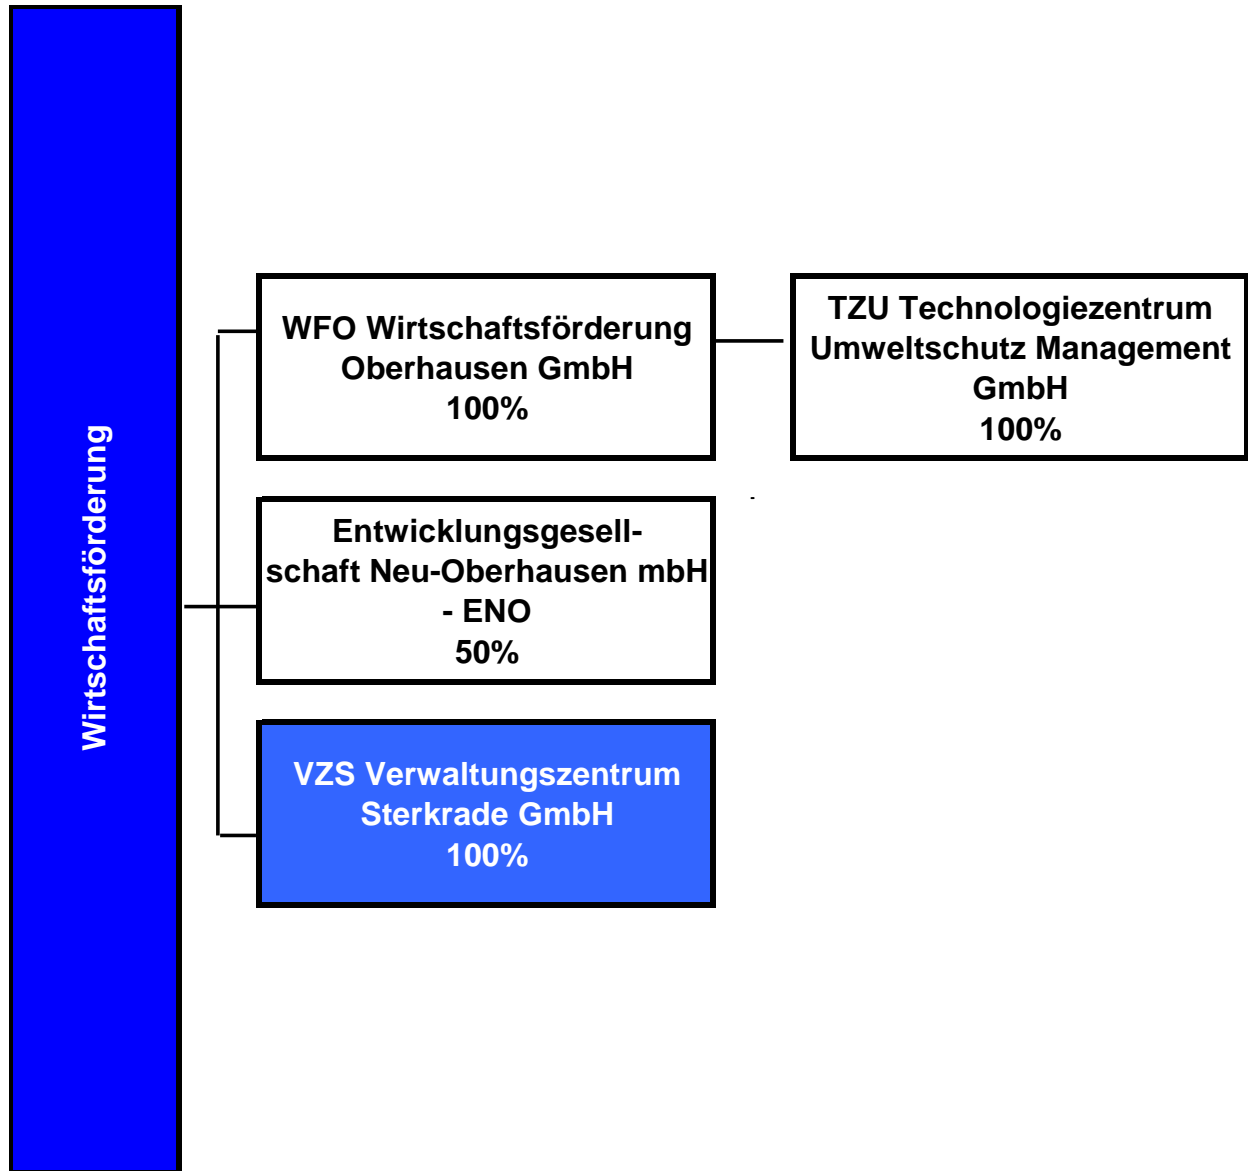 Wirtschaftsförderung
WFO Wirtschaftsförderung
Oberhausen GmbH
100%
TZU Technologiezentrum
Umweltschutz Management
GmbH
100%
Entwicklungsgesell-
schaft Neu-Oberhausen mbH
- ENO
50%
VZS Verwaltungszentrum
Sterkrade GmbH
100%